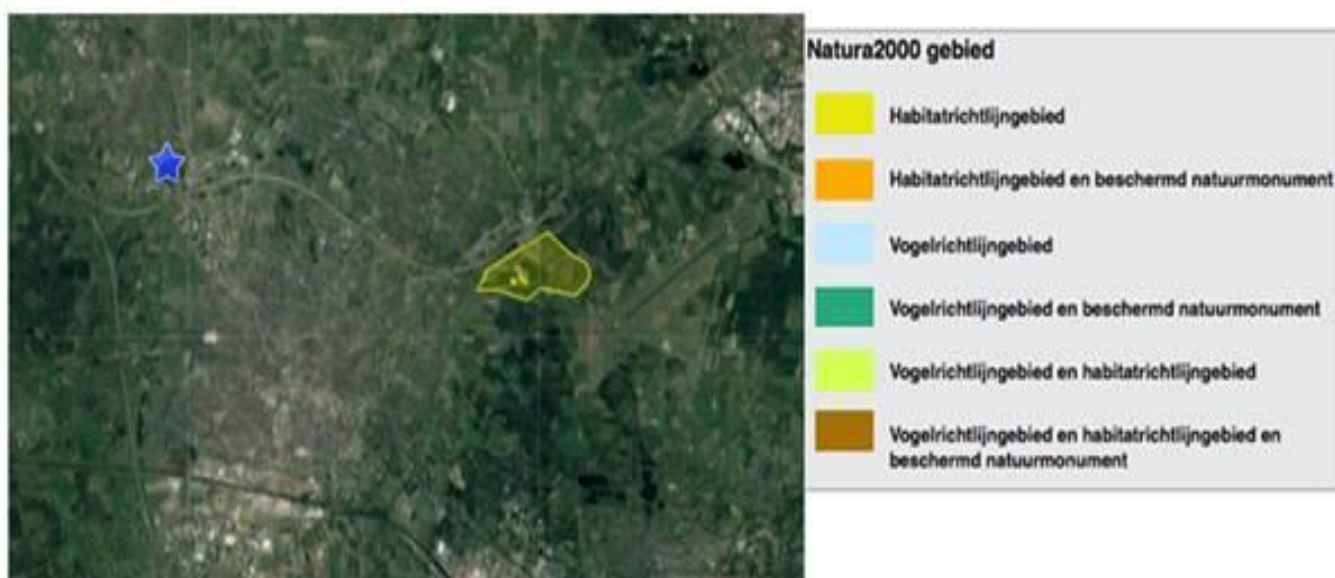 Natura2000 gebied
Habitatrichtlijngebied
Habitatrichtlijngebied en beschermd natuurmonument
Vogelrichtlijngebied
Vogelrichtlijngebied en beschermd natuurmonument
Vogelrichtlijngebied en habitatrichtlijngebied
Vogelrichtlijngebied en habitatrichtlijngebied en
beschermd natuurmonument